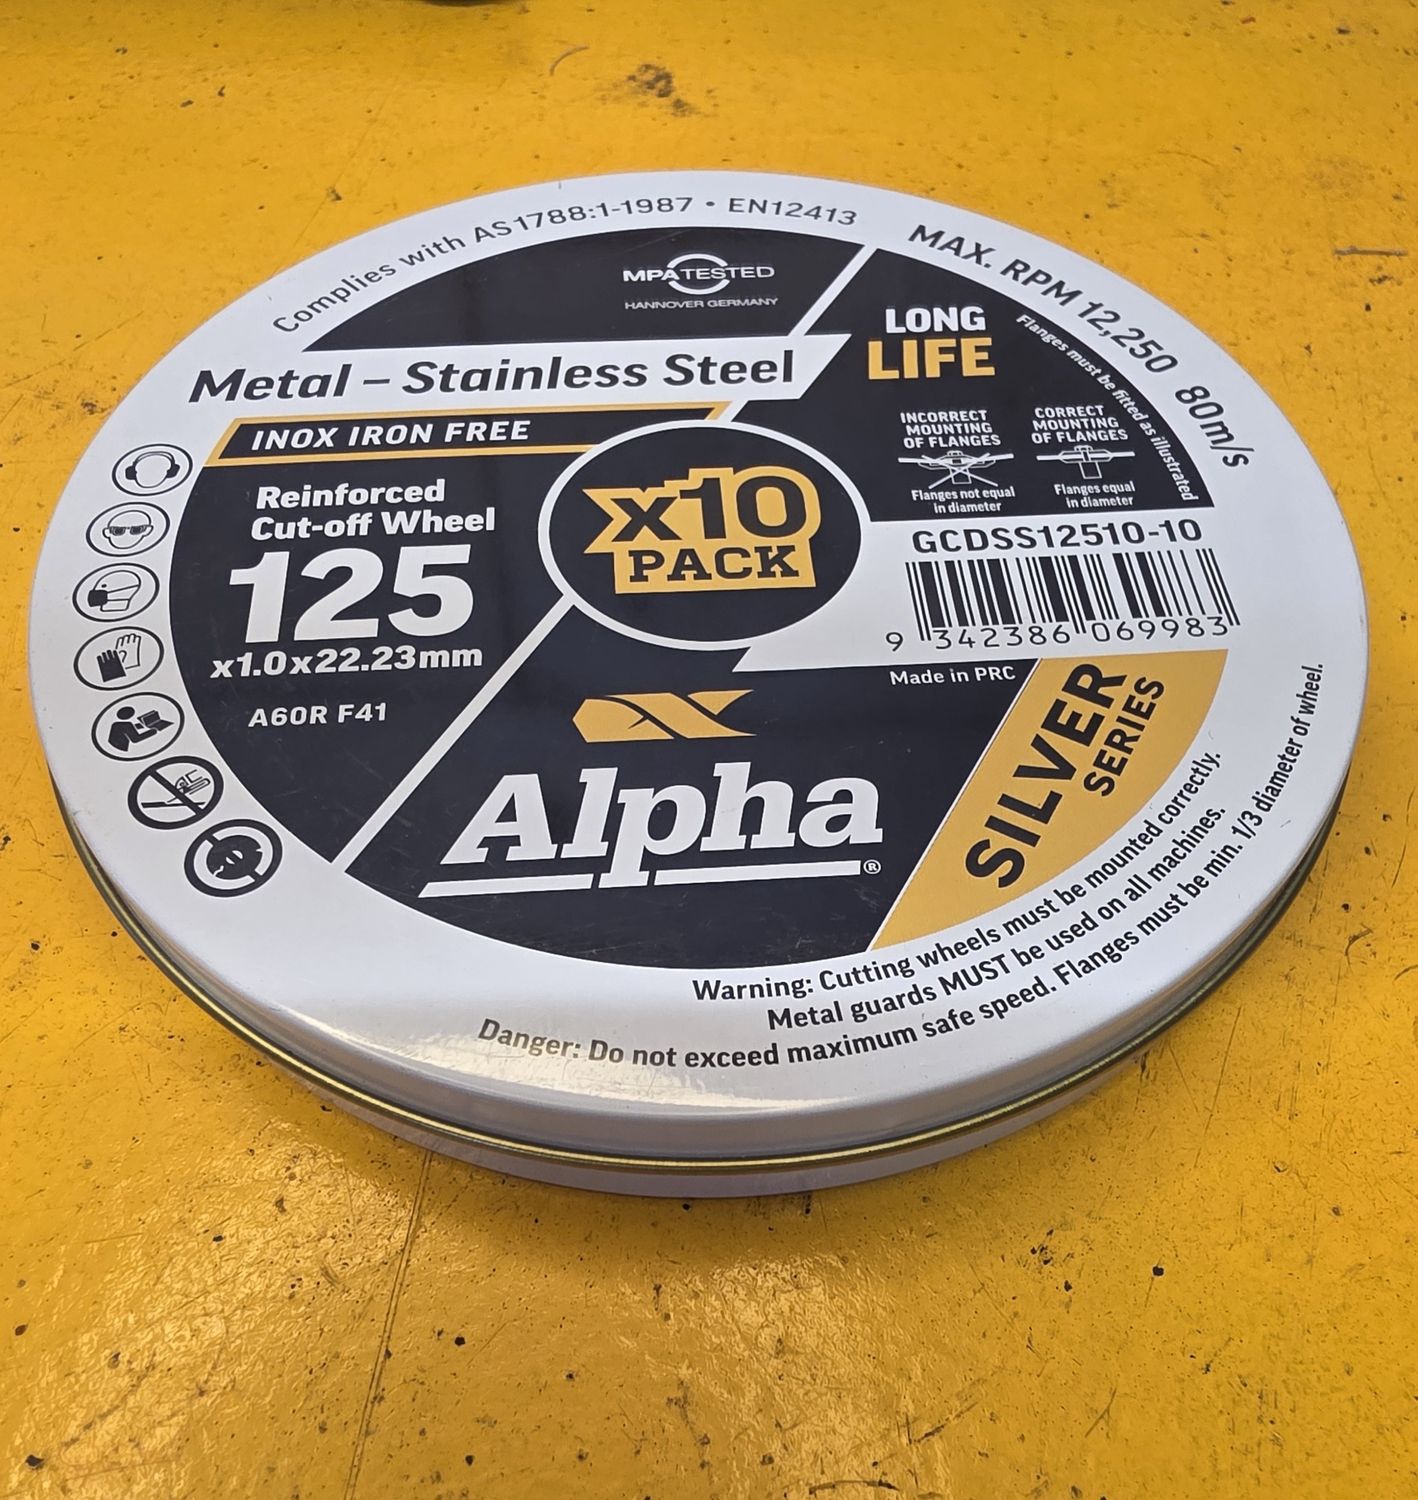 Complies with AS1788:1-1987 • EN12413
MAX. RPM 12,250 80m/s
MPA TESTED
HANNOVER GERMANY
LONG
LIFE
Flanges must be fitted as illustrated
Metal – Stainless Steel
INOX IRON FREE
INCORRECT
MOUNTING
OF FLANGES
Flanges not equal
in diameter
CORRECT
MOUNTING
OF FLANGES
Flanges equal
in diameter
Reinforced
Cut-off Wheel
125
x1.0x22.23mm
A60R F41
x10
PACK
GCDSS12510-10
9 342386 069983
Made in PRC
Alpha®
SILVER
SERIES
Warning: Cutting wheels must be mounted correctly.
Metal guards MUST be used on all machines.
Danger: Do not exceed maximum safe speed. Flanges must be min. 1/3 diameter of wheel.